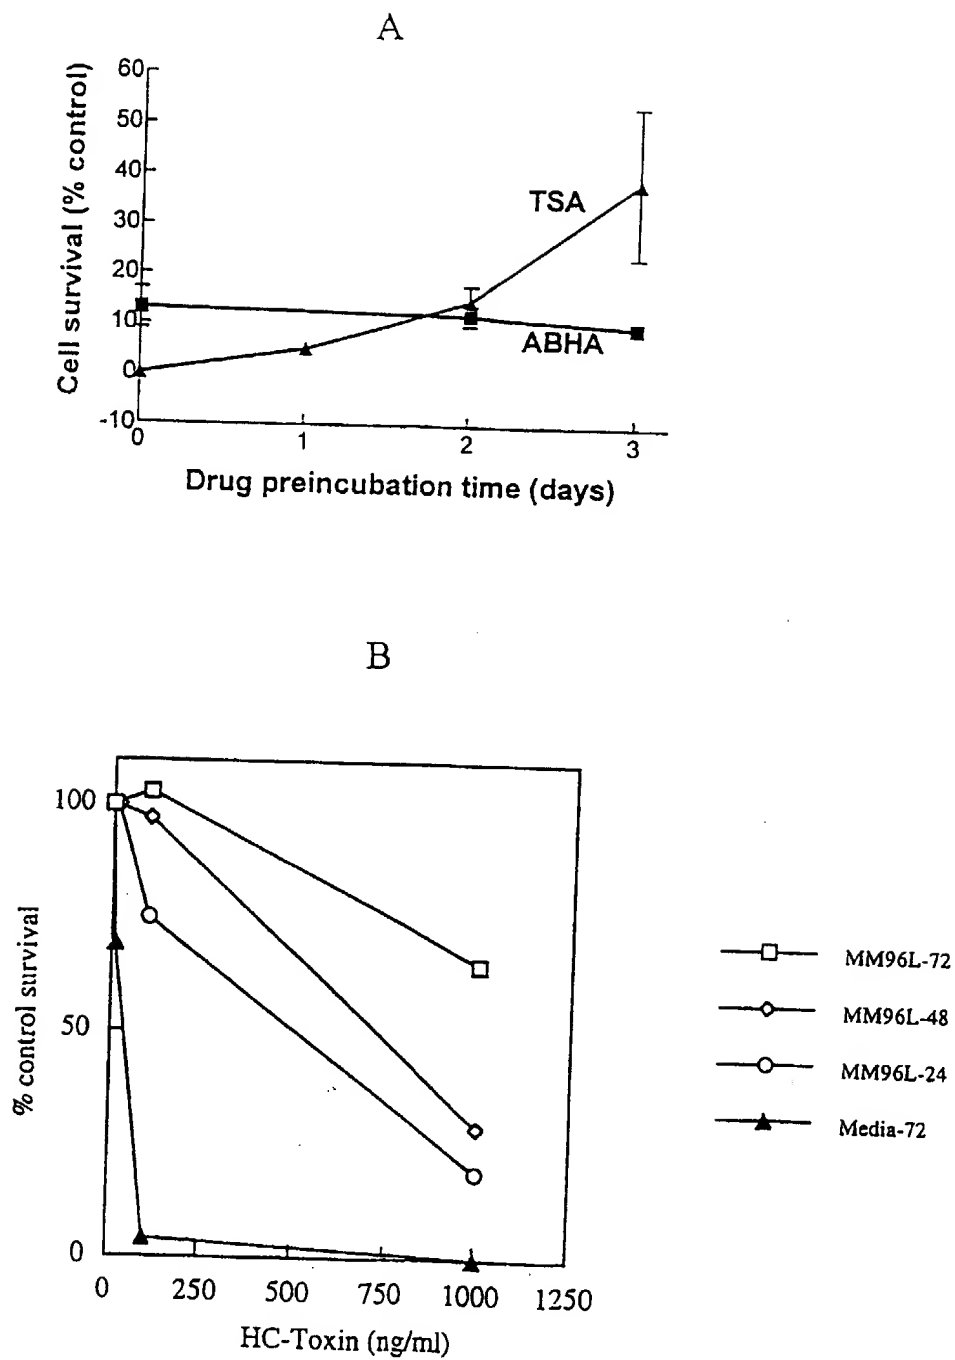 A
60
50
40
30
20
10
0
-10
Cell survival (% control)
TSA
ABHA
0 1 2 3
Drug preincubation time (days)
B
100
50
0
% control survival
0 250 500 750 1000 1250
HC-Toxin (ng/ml)
MM96L-72
MM96L-48
MM96L-24
Media-72